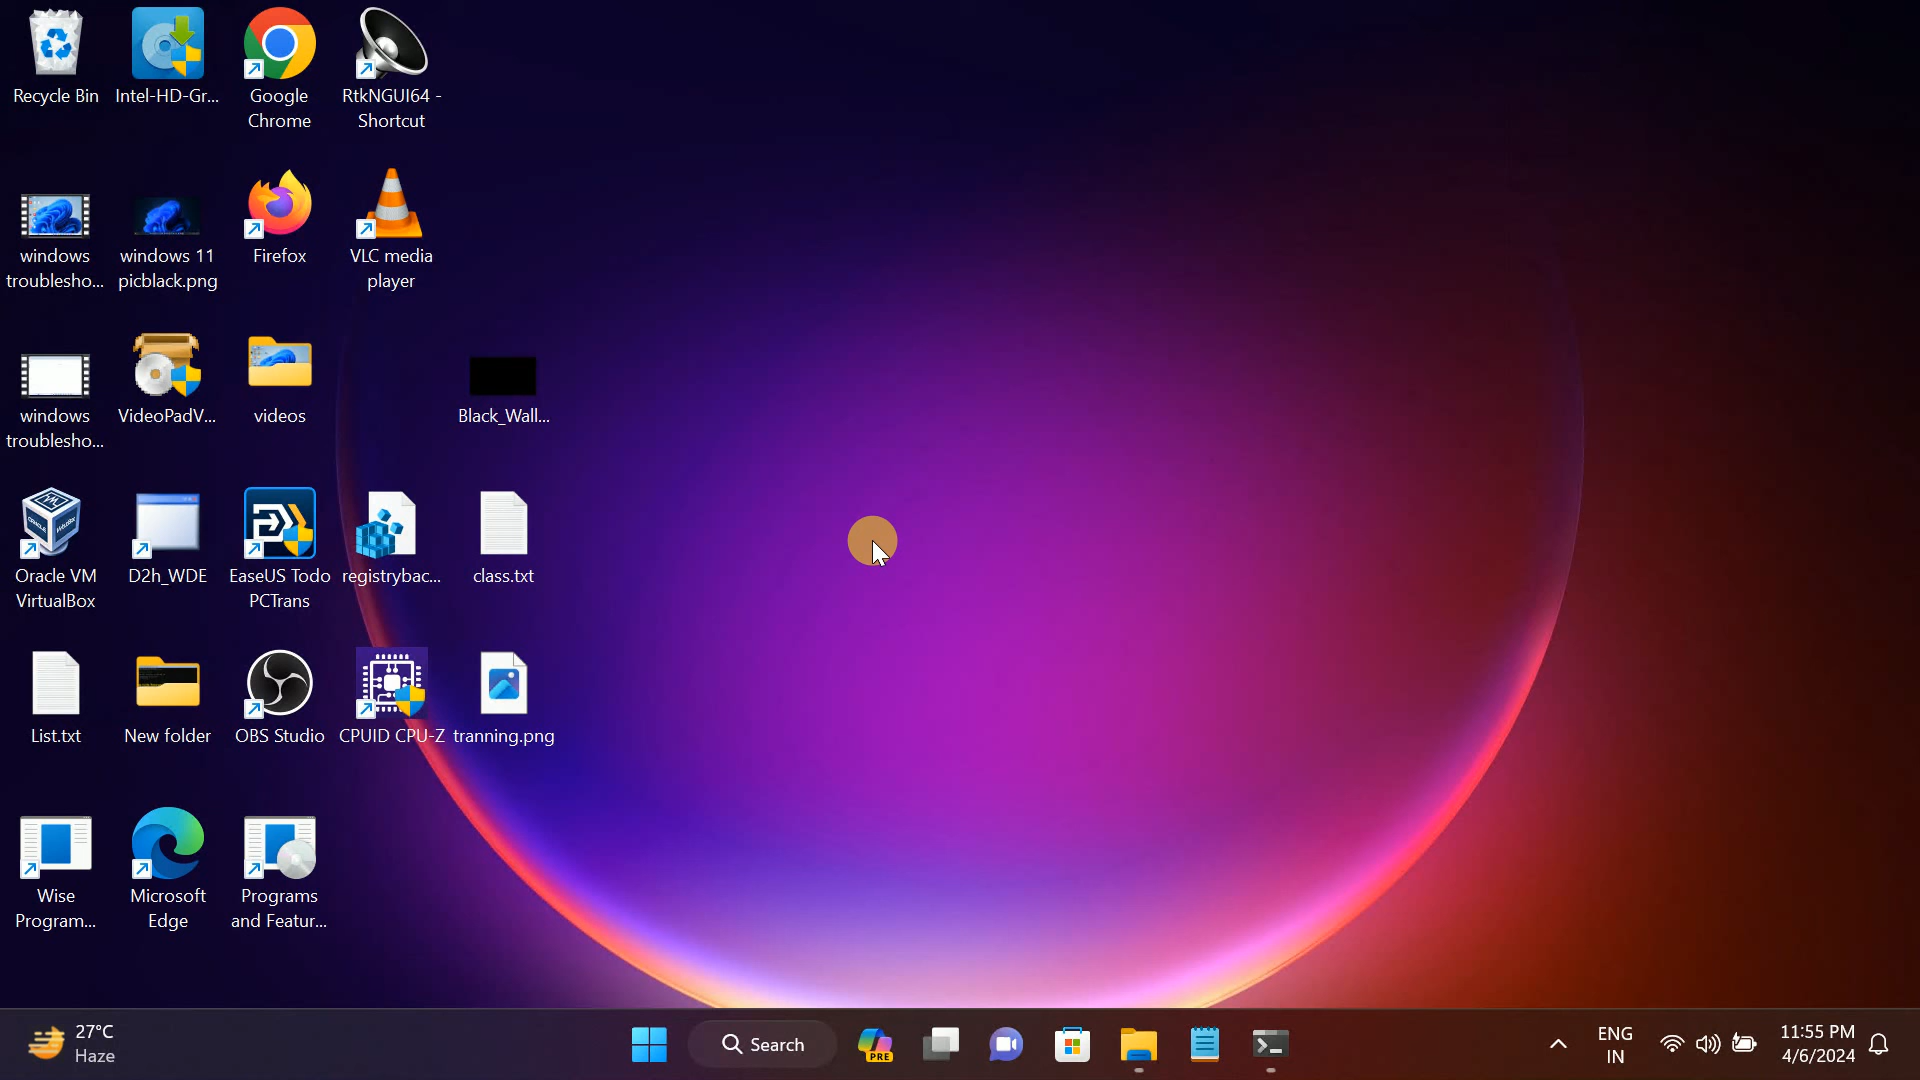 Recycle Bin
Intel-HD-Gr...
Google
Chrome
RtkNGUI64 -
Shortcut
windows
troublesho...
windows 11
picblack.png
Firefox
VLC media
player
windows
troublesho...
VideoPadV...
videos
Black_Wall...
Oracle VM
VirtualBox
D2h_WDE
EaseUS Todo
PCTrans
registrybac...
class.txt
List.txt
New folder
OBS Studio
CPUID CPU-Z
tranning.png
Wise
Program...
Microsoft
Edge
Programs
and Featur...
27°C
Haze
Search
PRE
ENG
IN
11:55 PM
4/6/2024